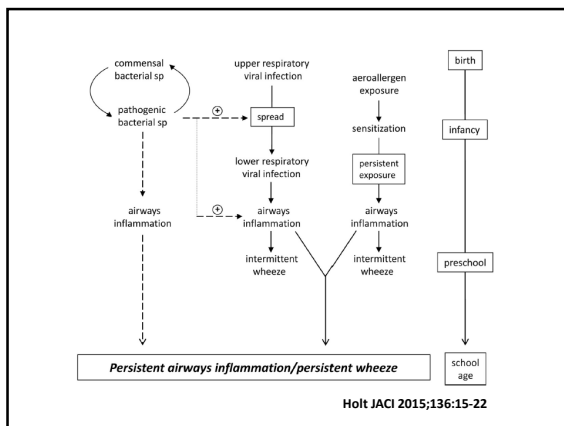 commensal
bacterial sp
pathogenic
bacterial sp
airways
inflammation
upper respiratory
viral infection
spread
lower respiratory
viral infection
airways
inflammation
intermittent
wheeze
aeroallergen
exposure
sensitization
persistent
exposure
airways
inflammation
intermittent
wheeze
birth
infancy
preschool
school
age
+
+
Persistent airways inflammation/persistent wheeze
Holt JACI 2015;136:15-22